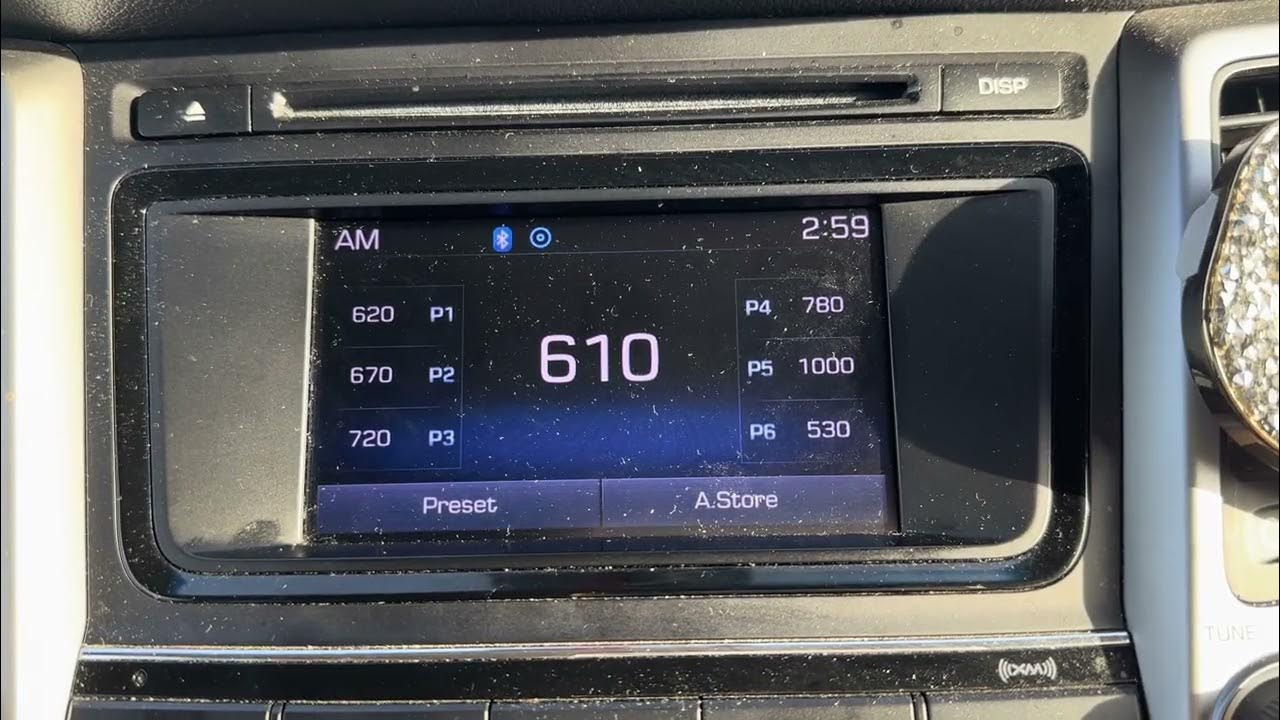 DISP
AM 2:59
620 P1
670 P2
720 P3
610
P4 780
P5 1000
P6 530
Preset A.Store
((XM))
TUNE